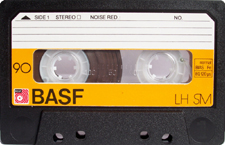 SIDE 1 STEREO□ NOISE RED. NO.
90
BASF
LH SM